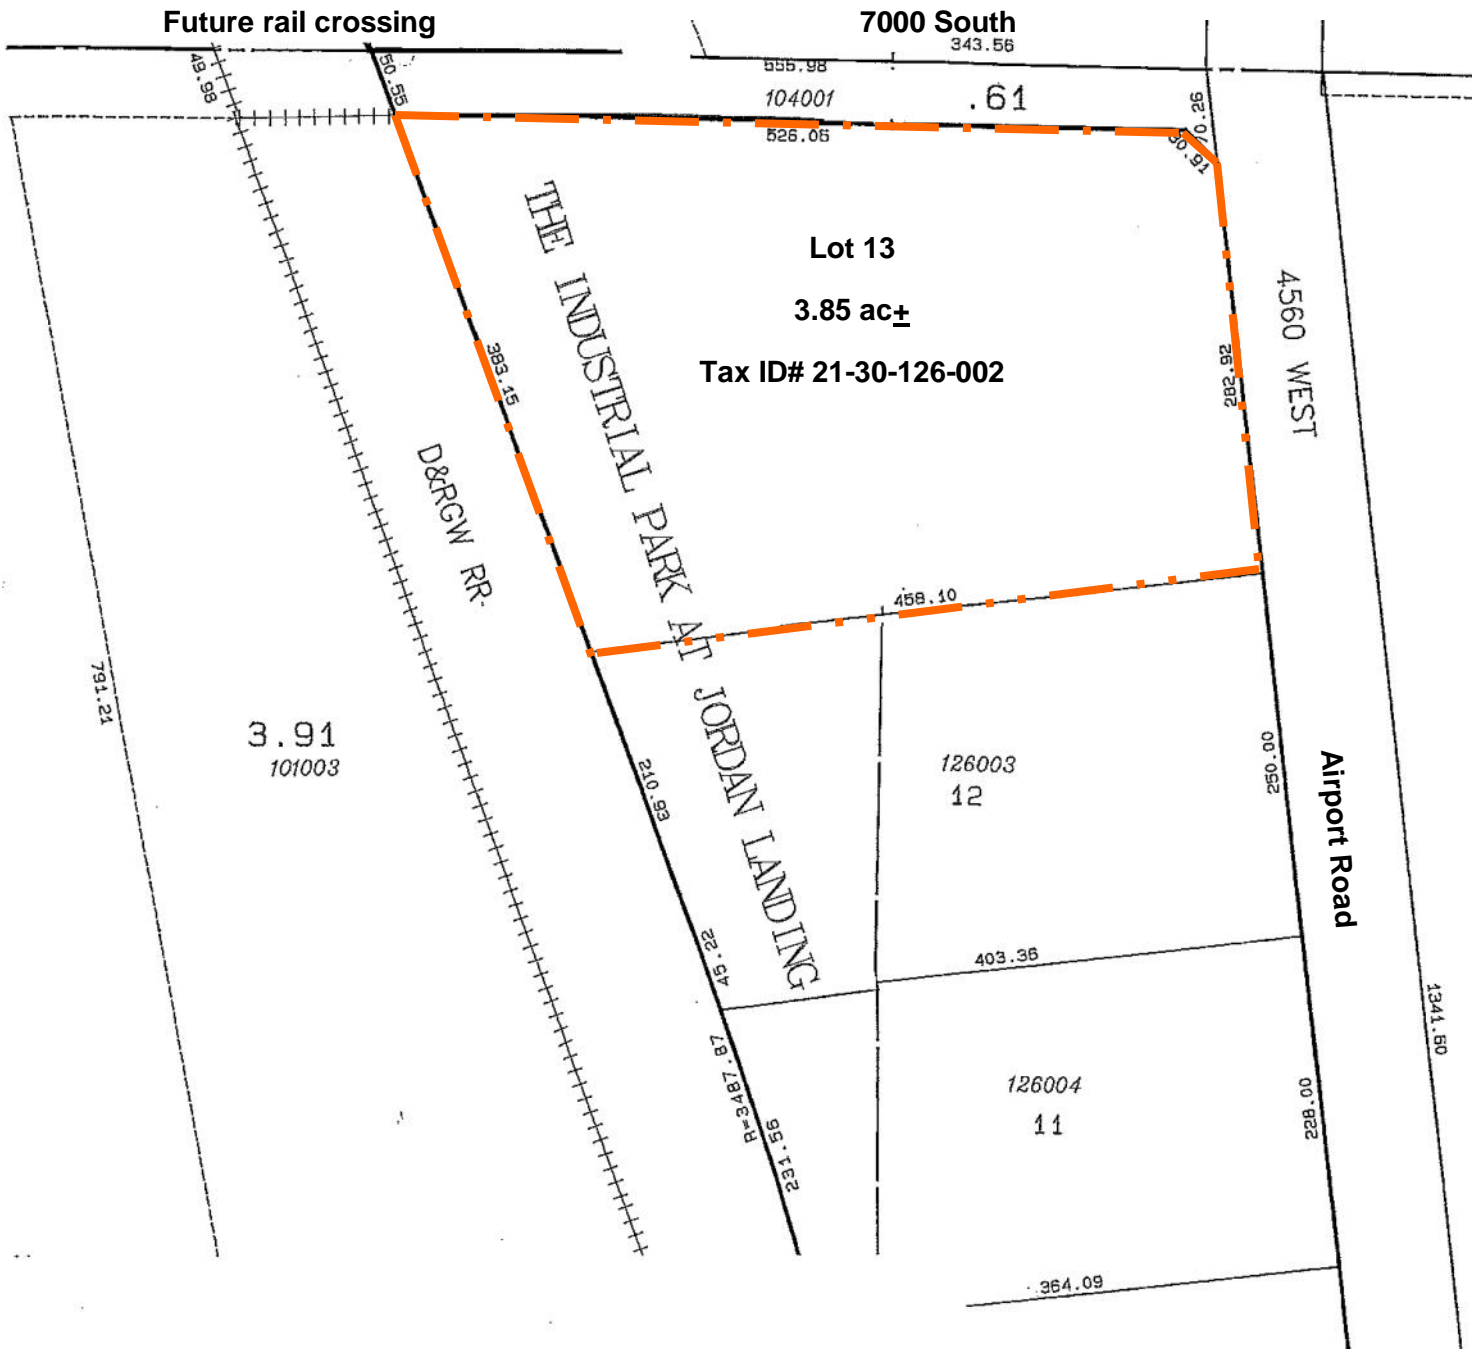 Future rail crossing
7000 South
343.56
555.98
49.98
50.55
104001
.61
526.05
70.26
30.91
THE INDUSTRIAL PARK AT JORDAN LANDING
Lot 13
3.85 ac±
Tax ID# 21-30-126-002
4560 WEST
282.92
383.15
D&RGW RR.
458.10
791.21
3.91
101003
210.93
126003
12
250.00
Airport Road
45.22
403.36
1341.60
R=3487.87
231.56
126004
11
228.00
364.09